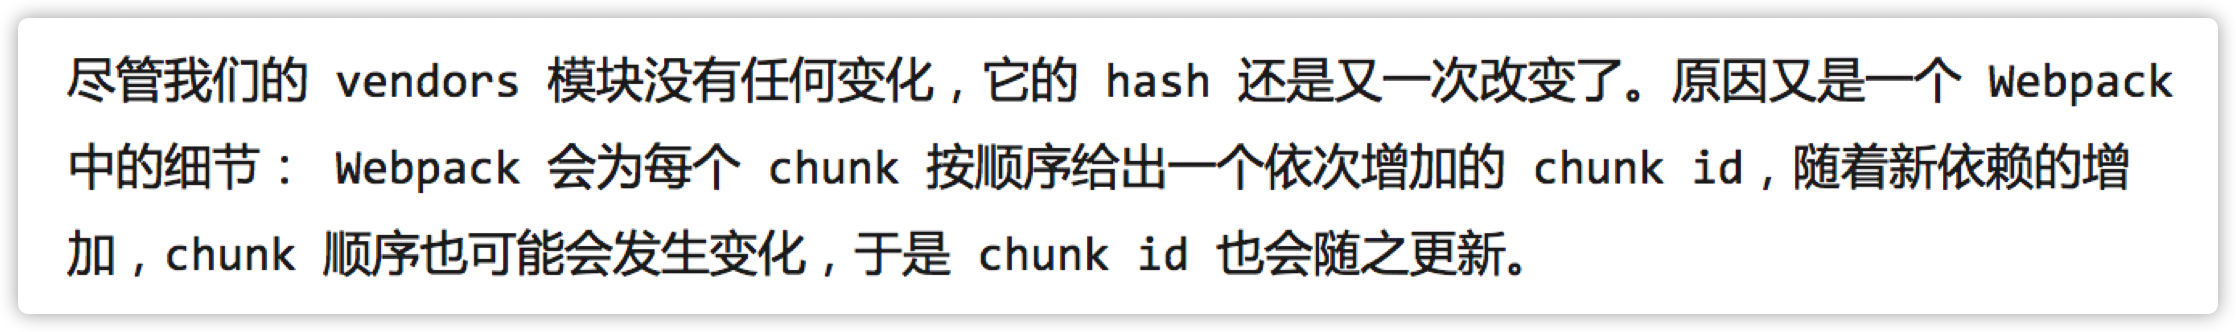 尽管我们的 vendors 模块没有任何变化，它的 hash 还是又一次改变了。原因又是一个 Webpack
中的细节： Webpack 会为每个 chunk 按顺序给出一个依次增加的 chunk id，随着新依赖的增
加，chunk 顺序也可能会发生变化，于是 chunk id 也会随之更新。